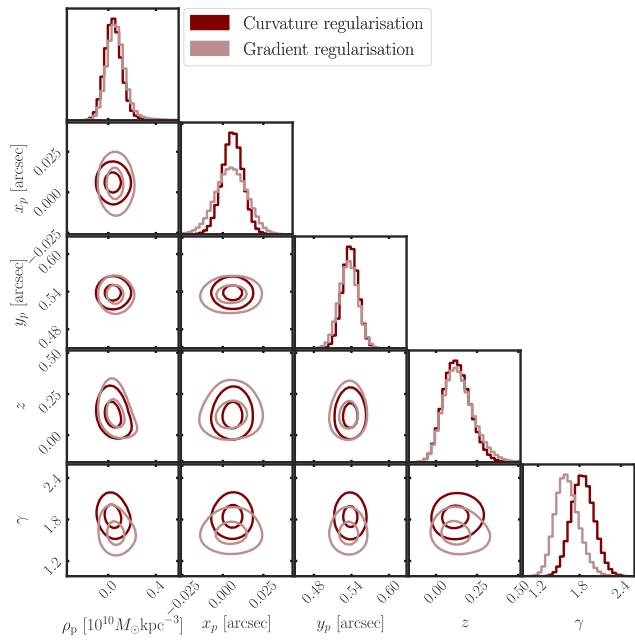 Curvature regularisation
Gradient regularisation
x_p [arcsec]
0.025
0.000
−0.025
y_p [arcsec]
0.60
0.54
0.48
z
0.50
0.25
0.00
γ
2.4
1.8
1.2
0.0 0.4 −0.025 0.000 0.025 0.48 0.54 0.60 0.00 0.25 0.50 1.2 1.8 2.4
ρ_p [10^{10} M_⊙kpc^{−3}] x_p [arcsec] y_p [arcsec] z γ